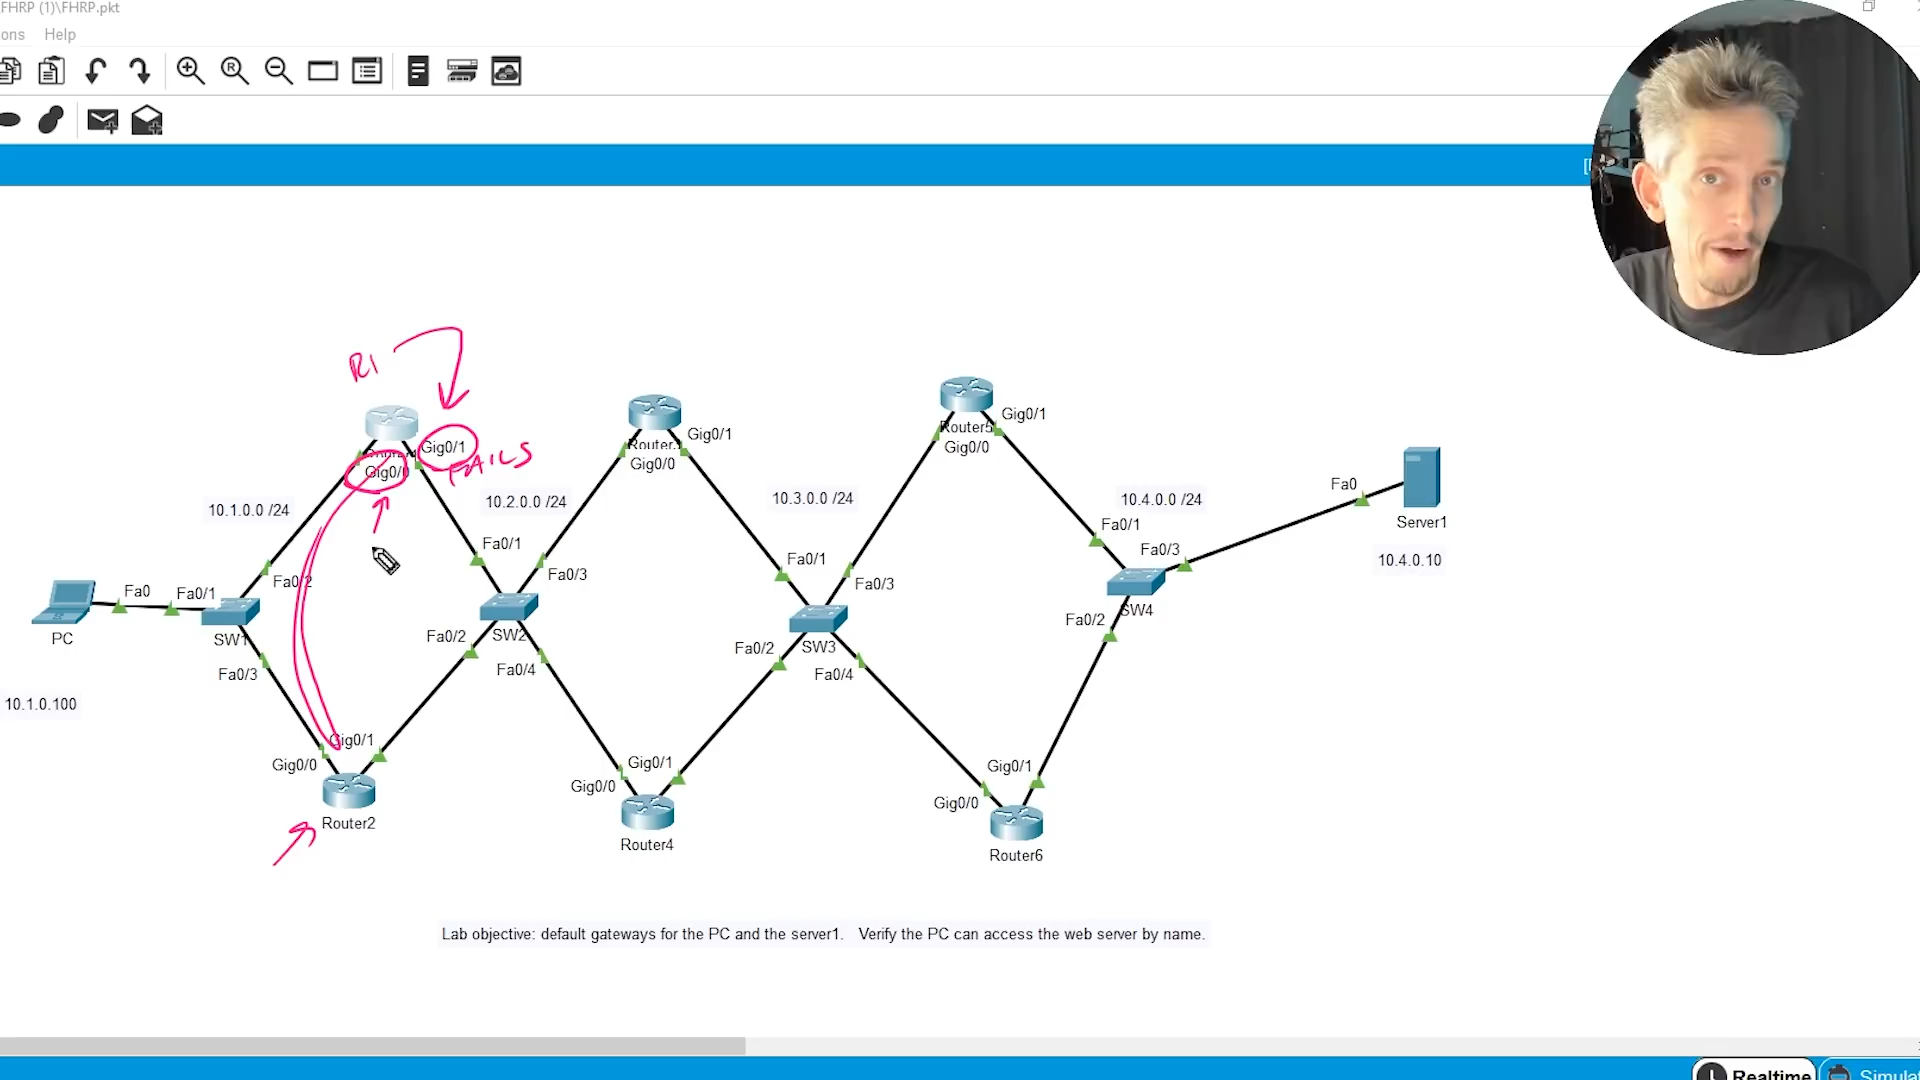 FHRP (1)\FHRP.pkt
ons Help
R1
Gig0/1
FAILS
Gig0/0
10.1.0.0 /24
Fa0/2
PC
Fa0
Fa0/1
SW1
Fa0/3
10.1.0.100
Gig0/1
Gig0/0
Router2
10.2.0.0 /24
Fa0/1
Fa0/3
Fa0/2
SW2
Fa0/4
Gig0/1
Gig0/0
10.3.0.0 /24
Gig0/1
Gig0/0
Router4
Fa0/1
Fa0/3
Fa0/2
SW3
Fa0/4
Gig0/1
Router5
Gig0/0
10.4.0.0 /24
Fa0/1
Fa0/3
Fa0/2
SW4
Gig0/1
Gig0/0
Router6
Fa0
Server1
10.4.0.10
Lab objective: default gateways for the PC and the server1. Verify the PC can access the web server by name.
Realtime
Simulat